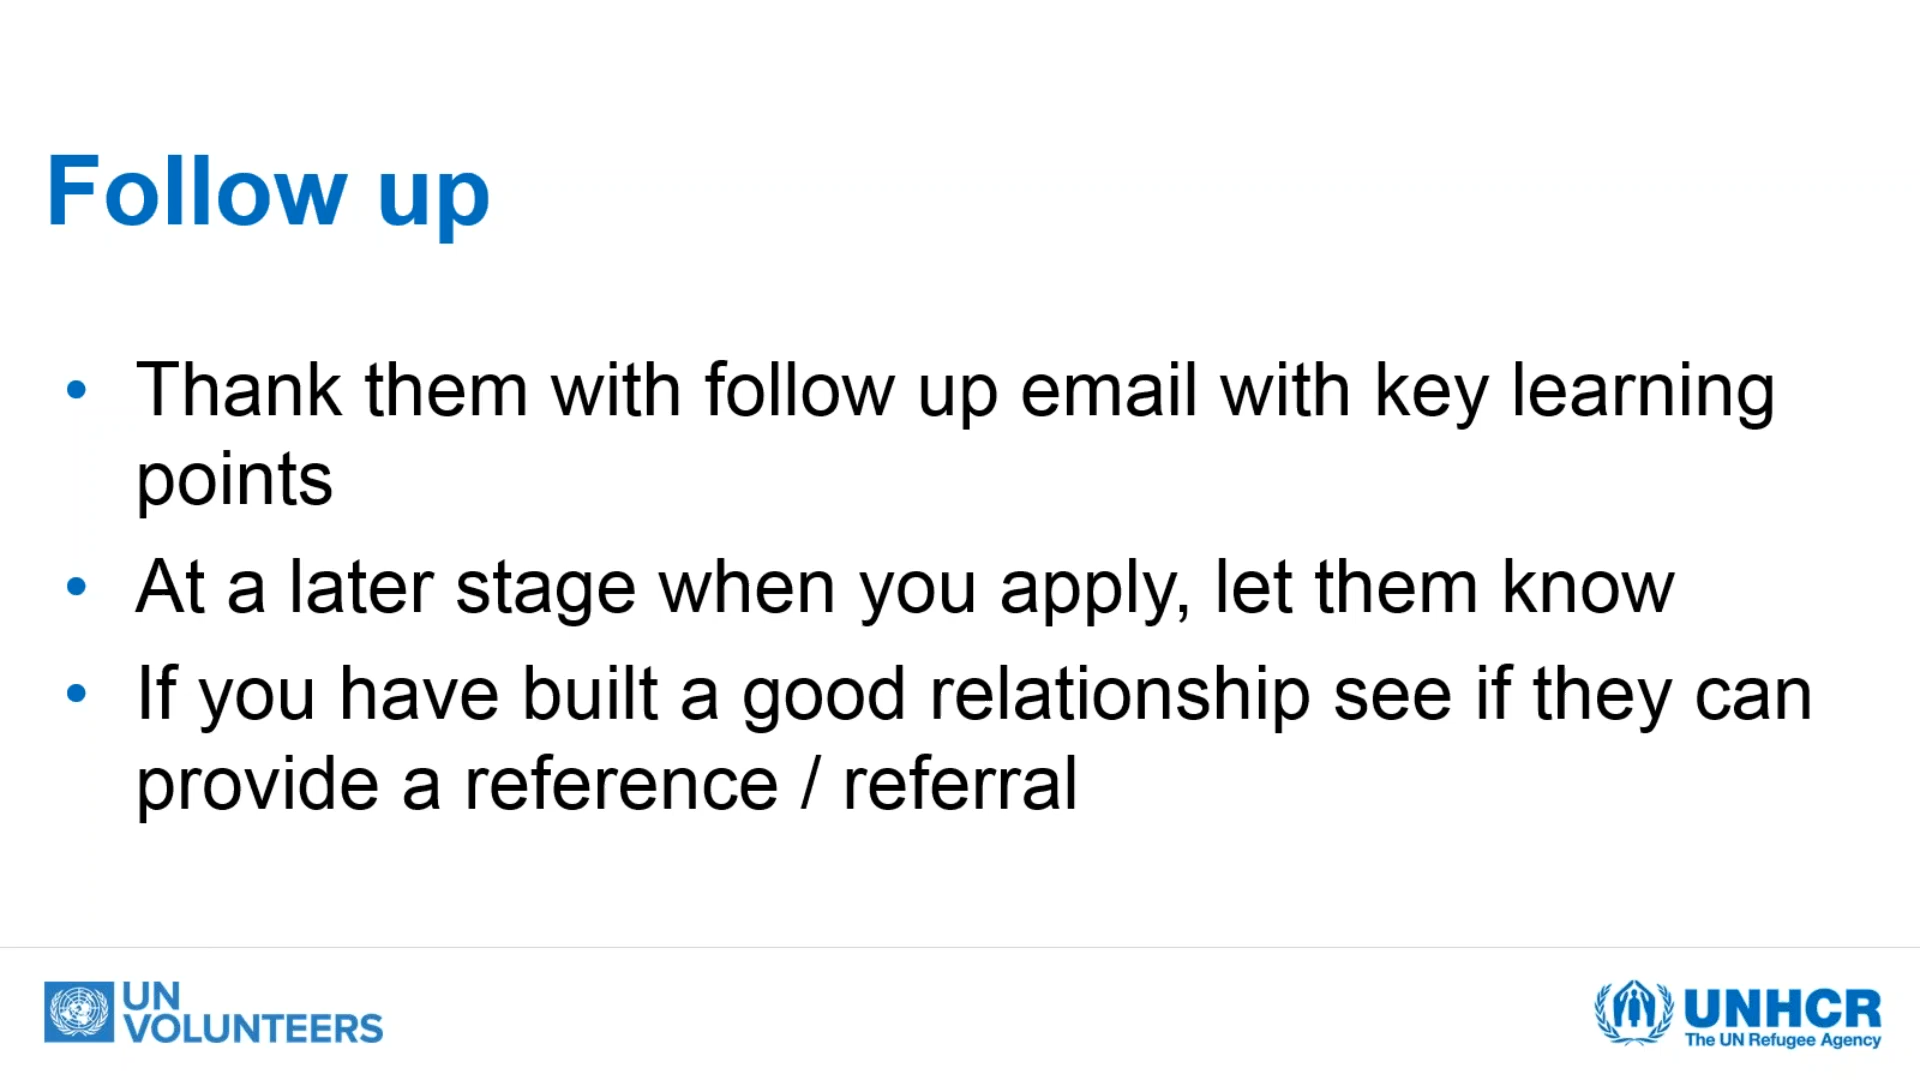 Follow up
• Thank them with follow up email with key learning
points
• At a later stage when you apply, let them know
• If you have built a good relationship see if they can
provide a reference / referral
UN
VOLUNTEERS
UNHCR
The UN Refugee Agency